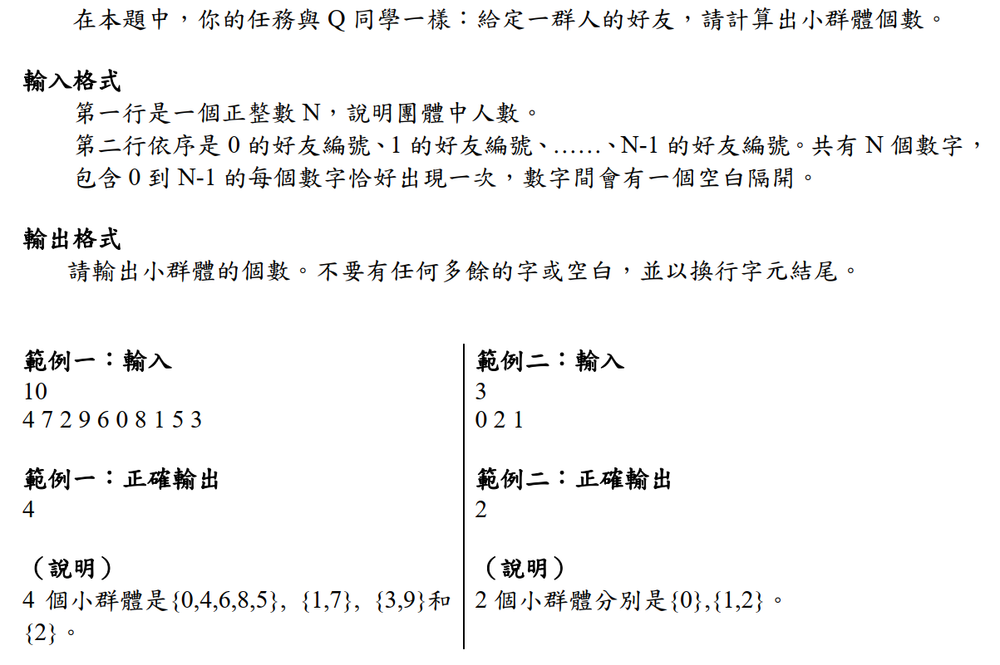 在本題中，你的任務與 Q 同學一樣：給定一群人的好友，請計算出小群體個數。
輸入格式
第一行是一個正整數 N，說明團體中人數。
第二行依序是 0 的好友編號、1 的好友編號、……、N-1 的好友編號。共有 N 個數字，
包含 0 到 N-1 的每個數字恰好出現一次，數字間會有一個空白隔開。
輸出格式
請輸出小群體的個數。不要有任何多餘的字或空白，並以換行字元結尾。
範例一：輸入
10
4 7 2 9 6 0 8 1 5 3
範例一：正確輸出
4
（說明）
4 個小群體是{0,4,6,8,5}, {1,7}, {3,9}和
{2}。
範例二：輸入
3
0 2 1
範例二：正確輸出
2
（說明）
2 個小群體分別是{0},{1,2}。